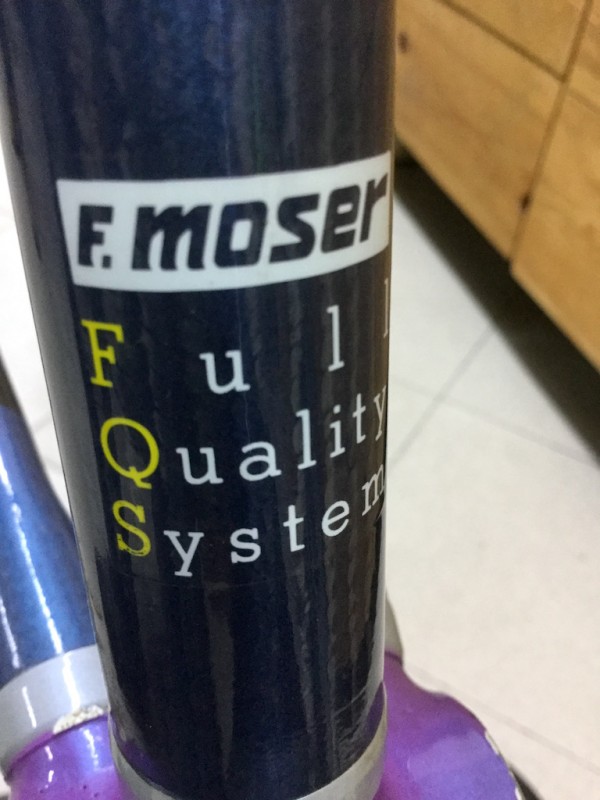 F. moser
Full
Quality
System